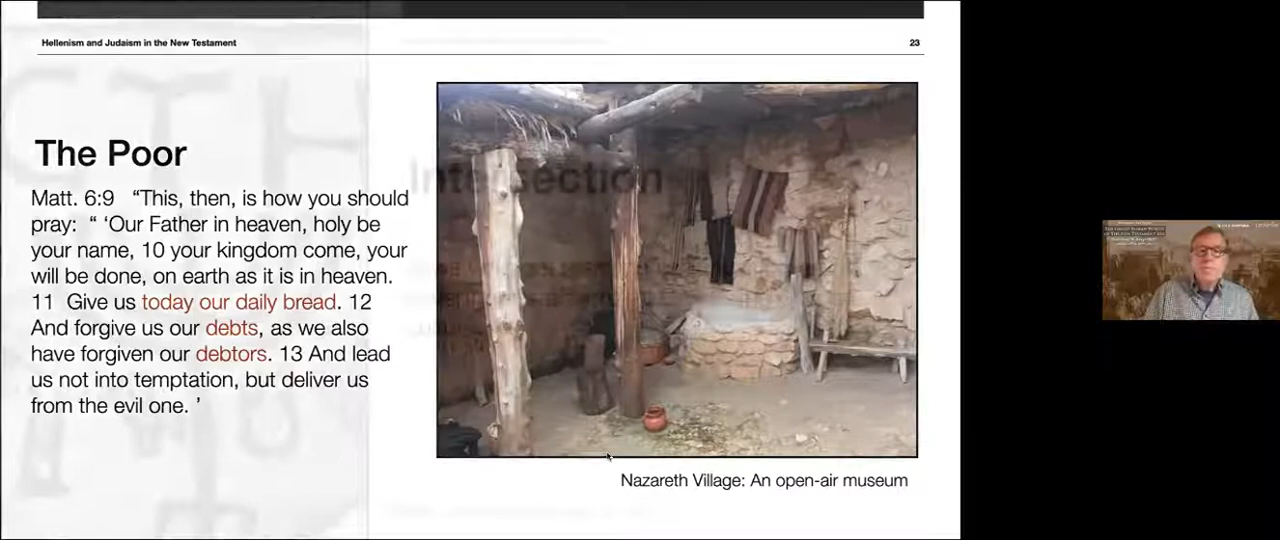 Hellenism and Judaism in the New Testament
23
The Poor
Matt. 6:9 “This, then, is how you should
pray: “ ‘Our Father in heaven, holy be
your name, 10 your kingdom come, your
will be done, on earth as it is in heaven.
11 Give us today our daily bread. 12
And forgive us our debts, as we also
have forgiven our debtors. 13 And lead
us not into temptation, but deliver us
from the evil one. ’
Intersection
Nazareth Village: An open-air museum